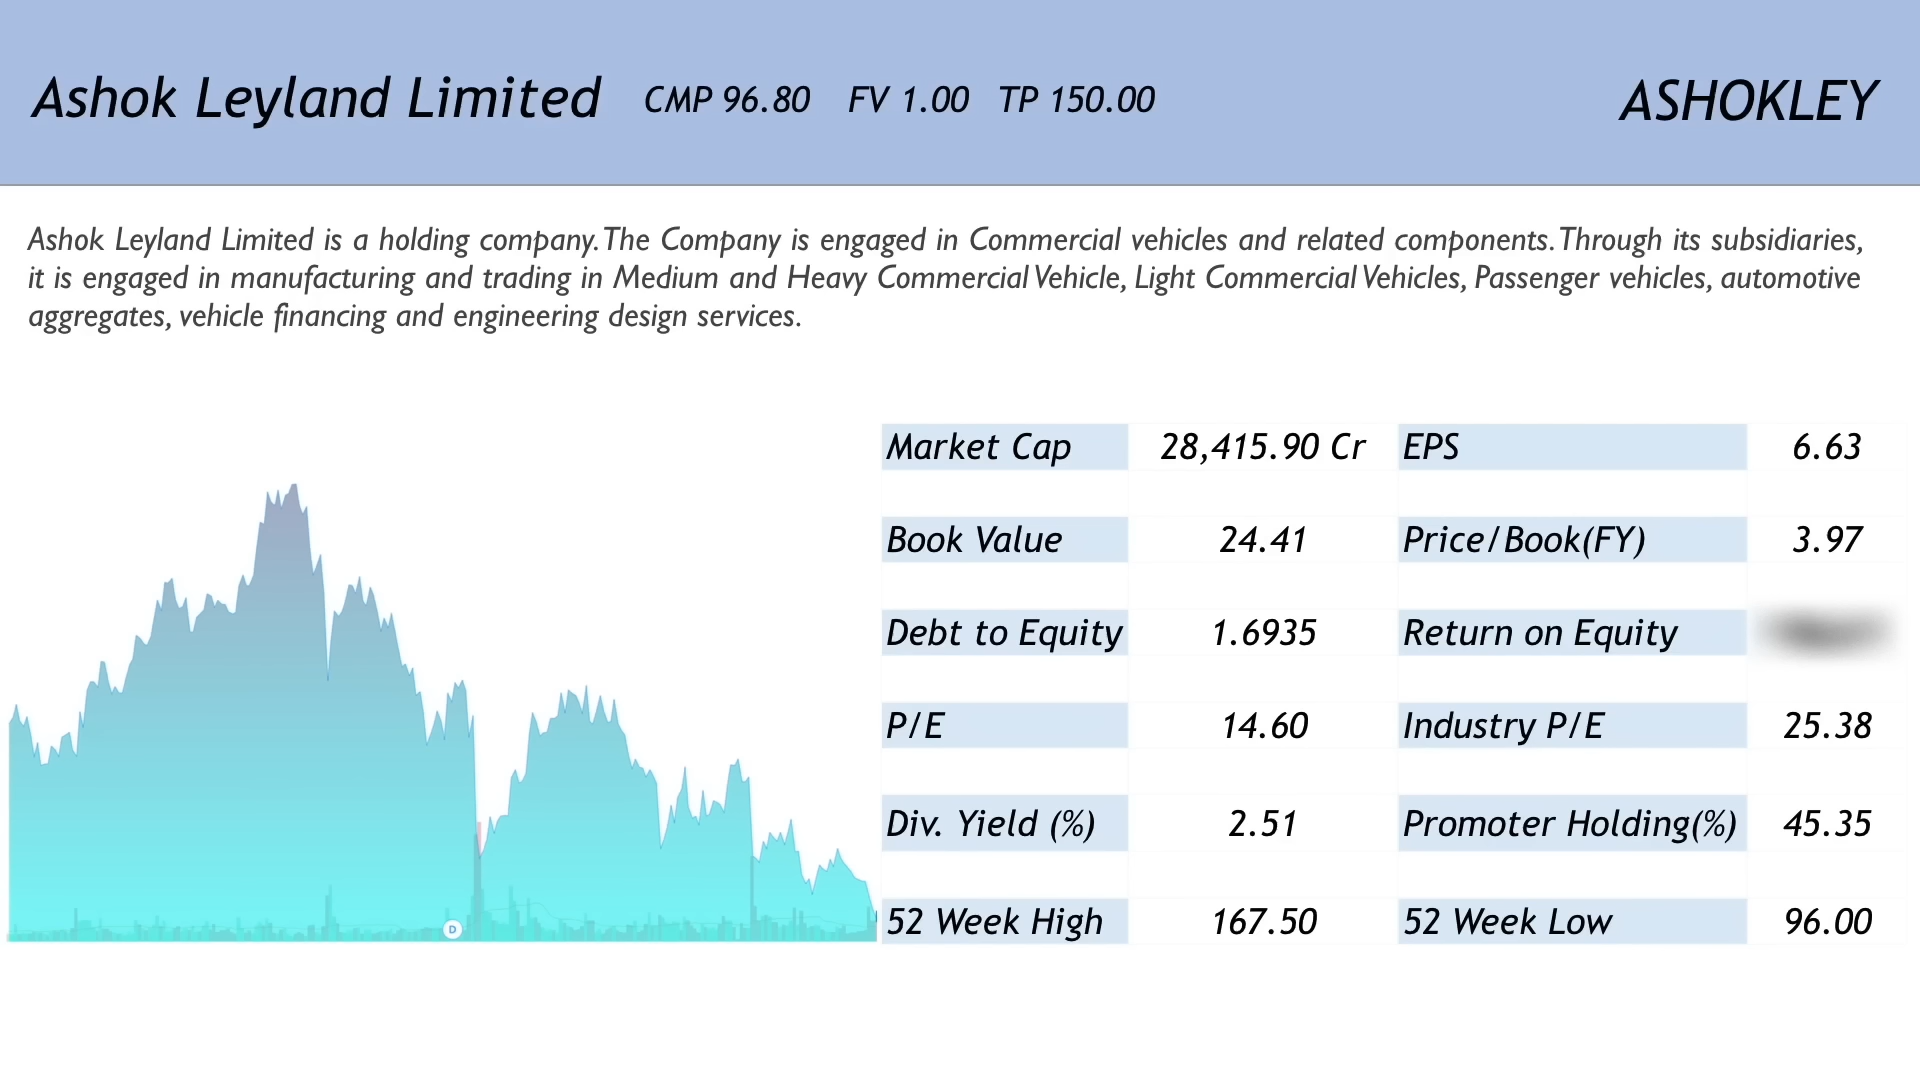 Ashok Leyland Limited CMP 96.80 FV 1.00 TP 150.00 ASHOKLEY
Ashok Leyland Limited is a holding company. The Company is engaged in Commercial vehicles and related components. Through its subsidiaries,
it is engaged in manufacturing and trading in Medium and Heavy Commercial Vehicle, Light Commercial Vehicles, Passenger vehicles, automotive
aggregates, vehicle financing and engineering design services.
Market Cap 28,415.90 Cr EPS 6.63
Book Value 24.41 Price/Book(FY) 3.97
Debt to Equity 1.6935 Return on Equity
P/E 14.60 Industry P/E 25.38
Div. Yield (%) 2.51 Promoter Holding(%) 45.35
52 Week High 167.50 52 Week Low 96.00
D